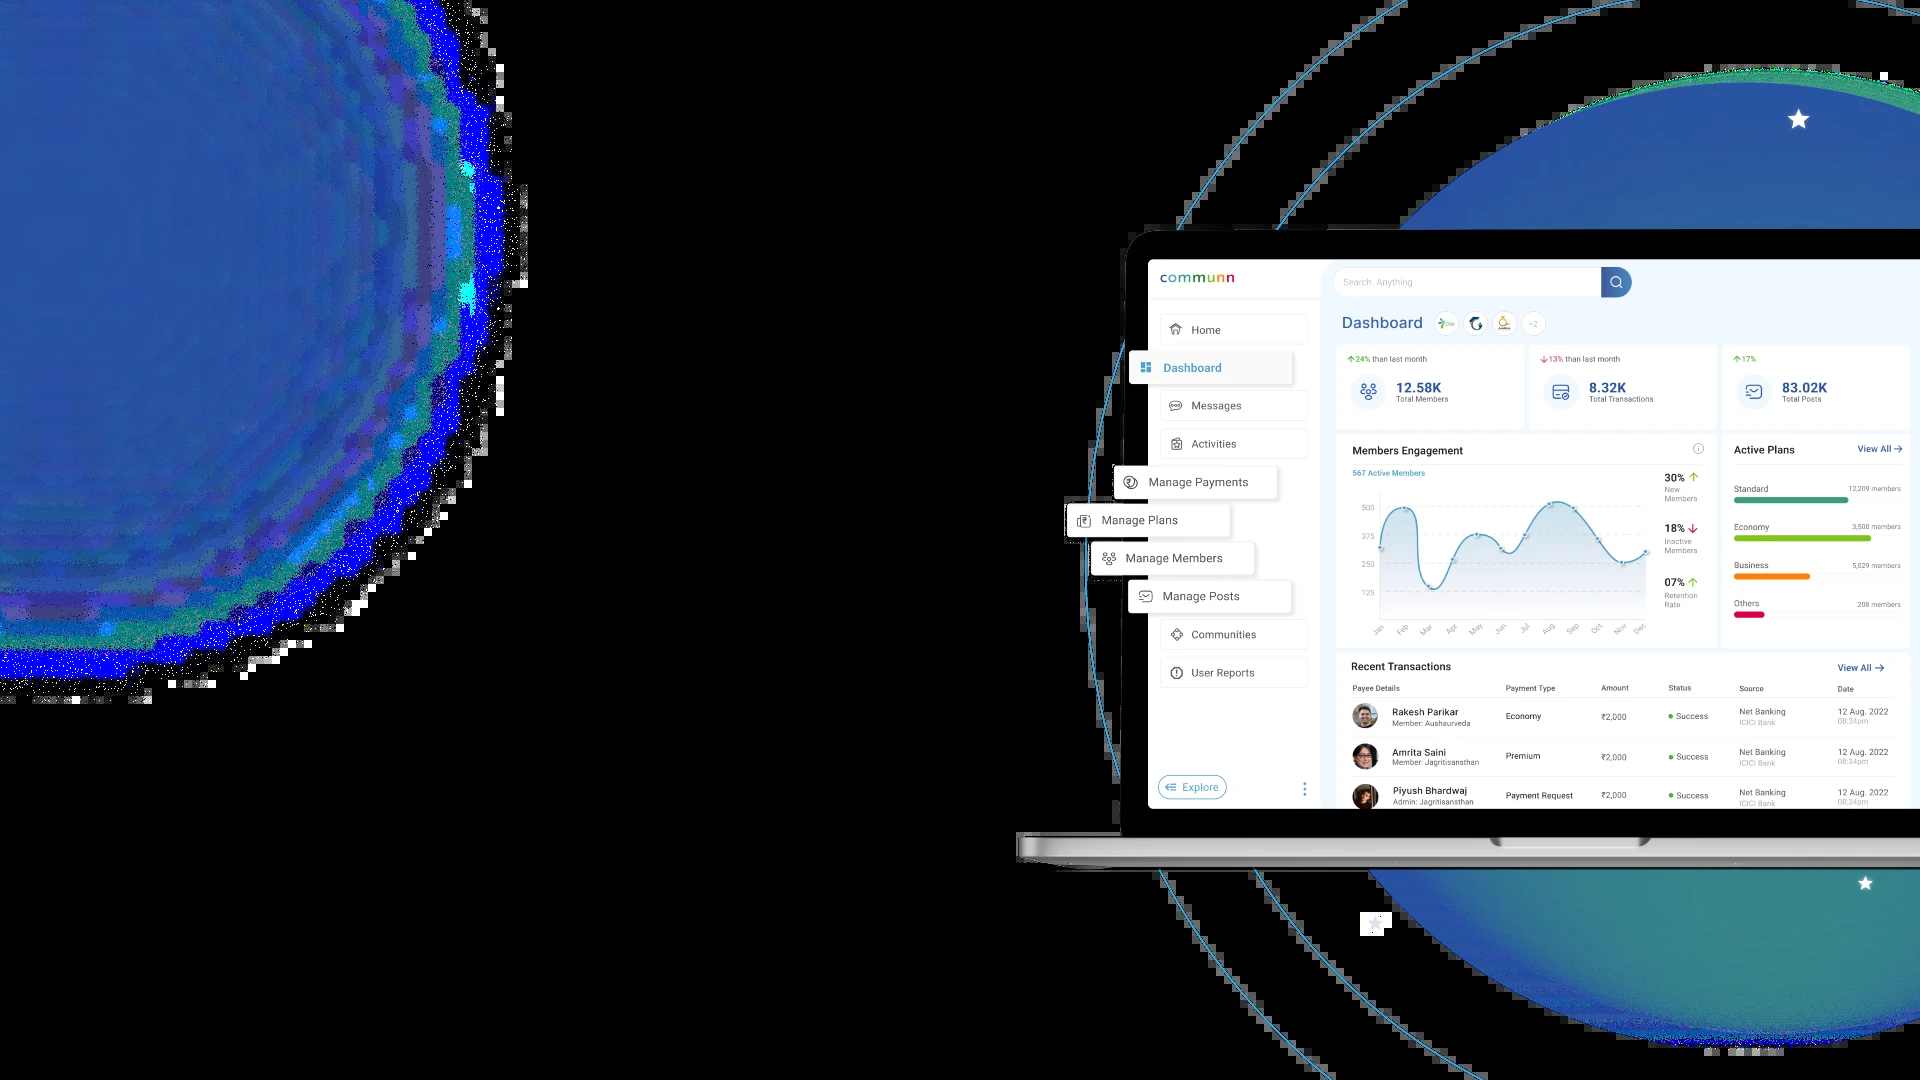 communn
Search Anything
Home
Dashboard
Messages
Activities
Manage Payments
Manage Plans
Manage Members
Manage Posts
Communities
User Reports
Explore
Dashboard
+2
24% than last month
12.58K
Total Members
13% than last month
8.32K
Total Transactions
17%
83.02K
Total Posts
Members Engagement
567 Active Members
500
375
250
125
Jan Feb Mar Apr May Jun Jul Aug Sep Oct Nov Dec
30%
New
Members
18%
Inactive
Members
07%
Retention
Rate
Active Plans View All
Standard 12,209 members
Economy 3,500 members
Business 5,029 members
Others 208 members
Recent Transactions View All
Payee Details Payment Type Amount Status Source Date
Rakesh Parikar Economy ₹2,000 Success Net Banking 12 Aug. 2022
Member: Aushaurveda ICICI Bank 08:34pm
Amrita Saini Premium ₹2,000 Success Net Banking 12 Aug. 2022
Member: Jagritisansthan ICICI Bank 08:34pm
Piyush Bhardwaj Payment Request ₹2,000 Success Net Banking 12 Aug. 2022
Admin: Jagritisansthan ICICI Bank 08:34pm